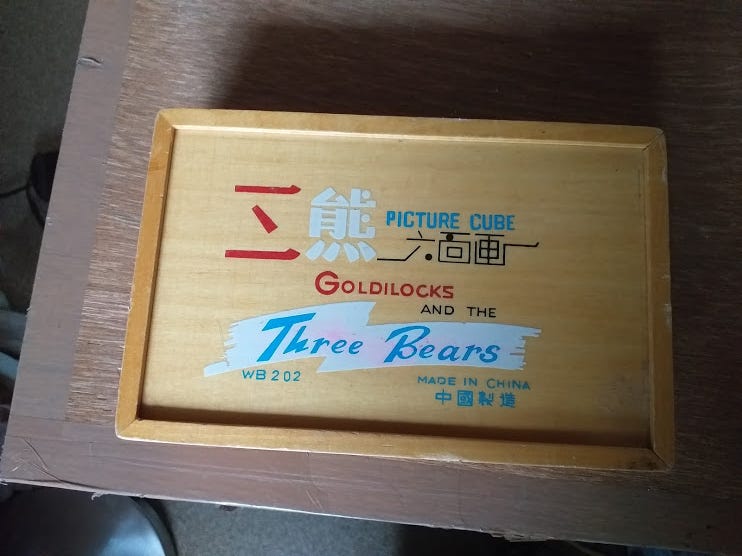 三熊 PICTURE CUBE
六面画
GOLDILOCKS
AND THE
Three Bears
WB 202
MADE IN CHINA
中國製造